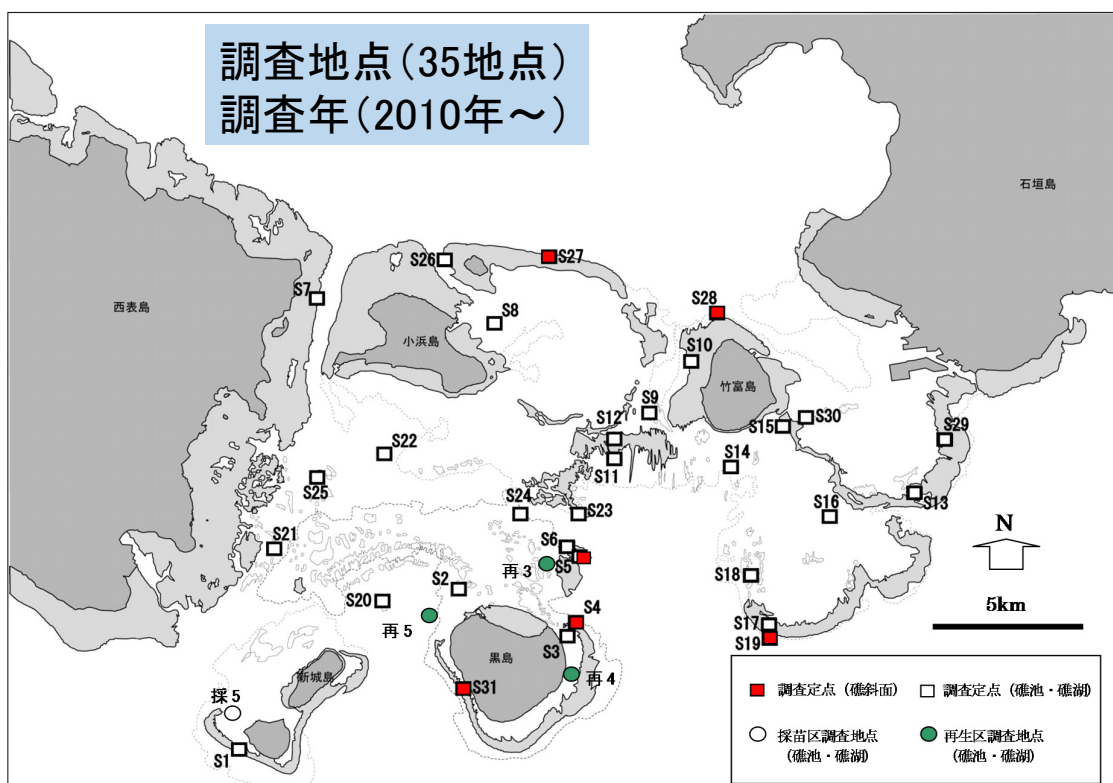 調査地点(35地点)
調査年(2010年~)
石垣島
S26
S27
S7
西表島
S28
S8
小浜島
S10
竹富島
S9
S12
S30
S15
S29
S22
S14
S11
S25
S24
S23
S13
S16
S21
S6
N
S5
再3
S2
S18
5km
S20
再5
S4
S17
S3
S19
黒島
新城島
再4
採5
S31
S1
調査定点(礁斜面)
調査定点(礁池・礁湖)
採苗区調査地点
(礁池・礁湖)
再生区調査地点
(礁池・礁湖)